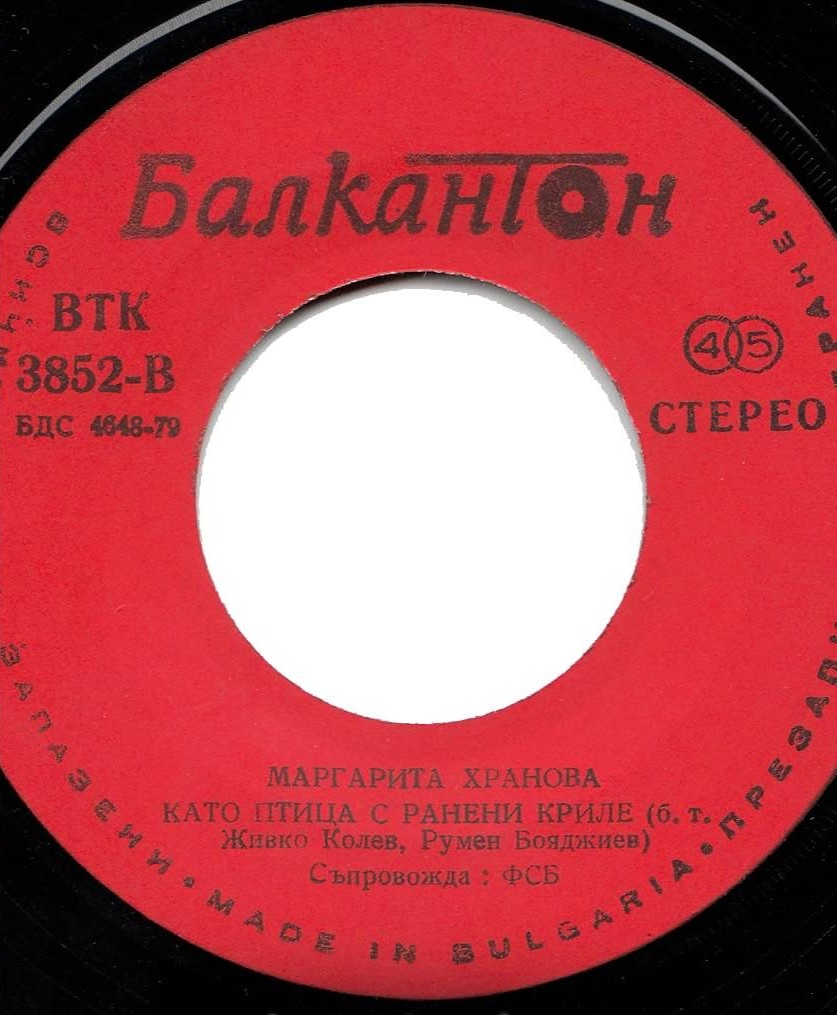 Балкантон
ВТК
3852-В
БДС 4648-79
45
СТЕРЕО
МАРГАРИТА ХРАНОВА
КАТО ПТИЦА С РАНЕНИ КРИЛЕ (б. т.
Живко Колев, Румен Бояджиев)
Съпровожда : ФСБ
ЗАПАЗЕНИ • MADE IN BULGARIA •